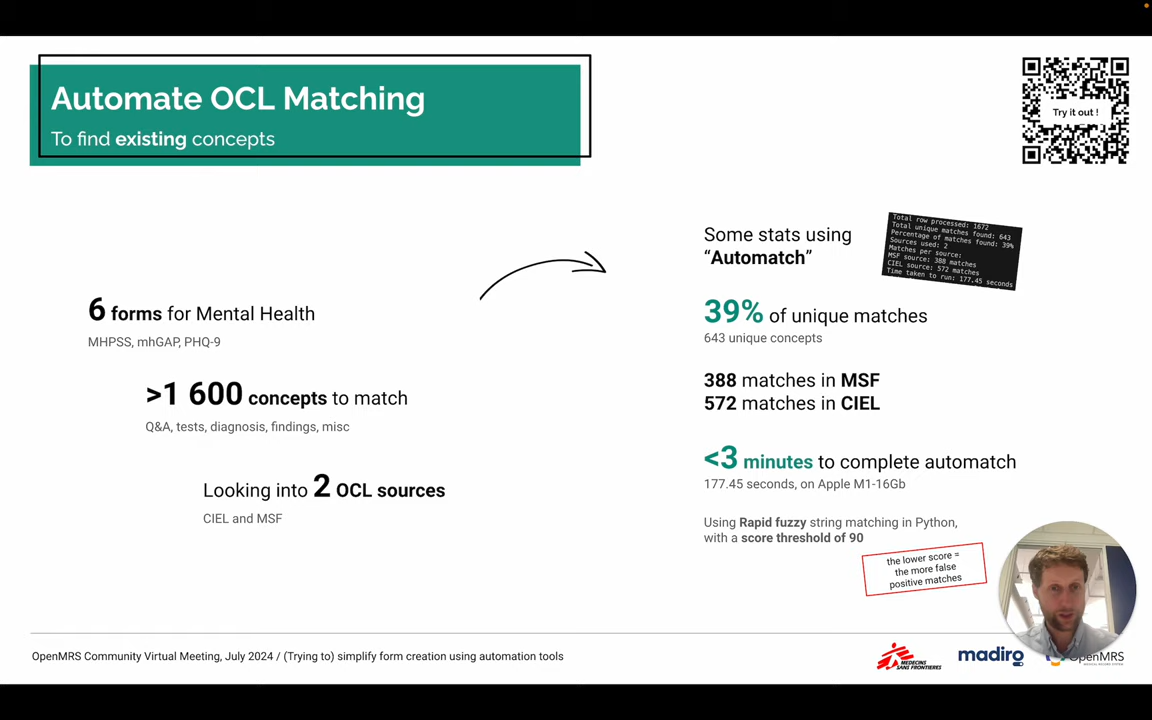 Automate OCL Matching
To find existing concepts
Try it out !
6 forms for Mental Health
MHPSS, mhGAP, PHQ-9
>1 600 concepts to match
Q&A, tests, diagnosis, findings, misc
Looking into 2 OCL sources
CIEL and MSF
Some stats using
“Automatch”
Total row processed: 1672
Total unique matches found: 643
Percentage of matches found: 39%
Sources used: 2
Matches per source:
MSF source: 388 matches
CIEL source: 572 matches
Time taken to run: 177.45 seconds
39% of unique matches
643 unique concepts
388 matches in MSF
572 matches in CIEL
<3 minutes to complete automatch
177.45 seconds, on Apple M1-16Gb
Using Rapid fuzzy string matching in Python,
with a score threshold of 90
the lower score =
the more false
positive matches
OpenMRS Community Virtual Meeting, July 2024 / (Trying to) simplify form creation using automation tools
MEDECINS
SANS FRONTIERES
madiro
OpenMRS